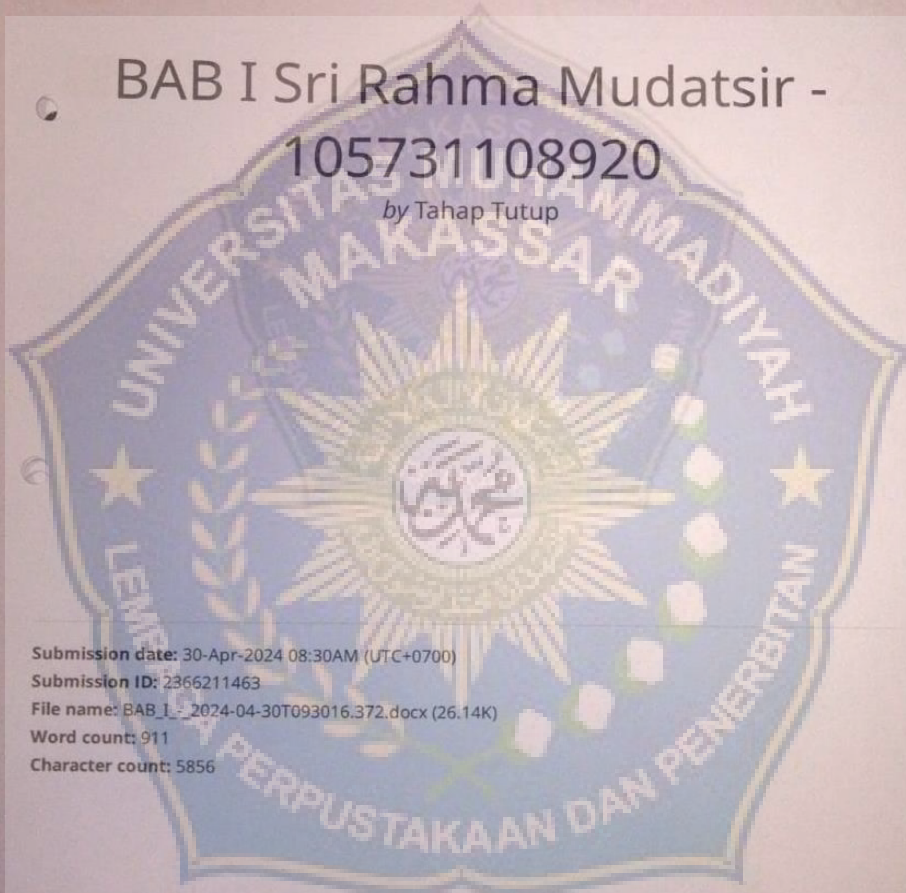 BAB I Sri Rahma Mudatsir -
105731108920
by Tahap Tutup
UNIVERSITAS MUHAMMADIYAH
MAKASSAR
Submission date: 30-Apr-2024 08:30AM (UTC+0700)
Submission ID: 2366211463
File name: BAB_I_-_2024-04-30T093016.372.docx (26.14K)
Word count: 911
Character count: 5856
LEMBAGA PERPUSTAKAAN DAN PENERBITAN